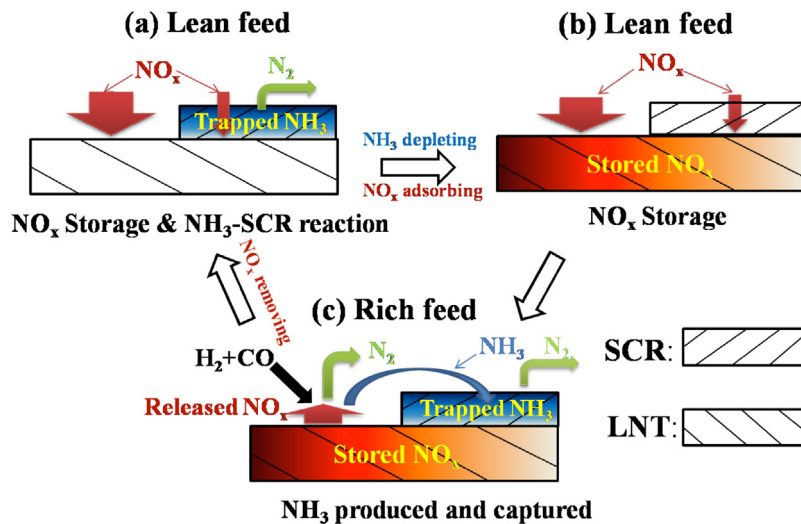 (a) Lean feed
NOₓ
N₂
Trapped NH₃
NOₓ Storage & NH₃-SCR reaction
NH₃ depleting
NOₓ adsorbing
(b) Lean feed
NOₓ
Stored NOₓ
NOₓ Storage
NOₓ removing
(c) Rich feed
H₂+CO
N₂
NH₃
N₂
Released NOₓ
Trapped NH₃
Stored NOₓ
NH₃ produced and captured
SCR:
LNT: